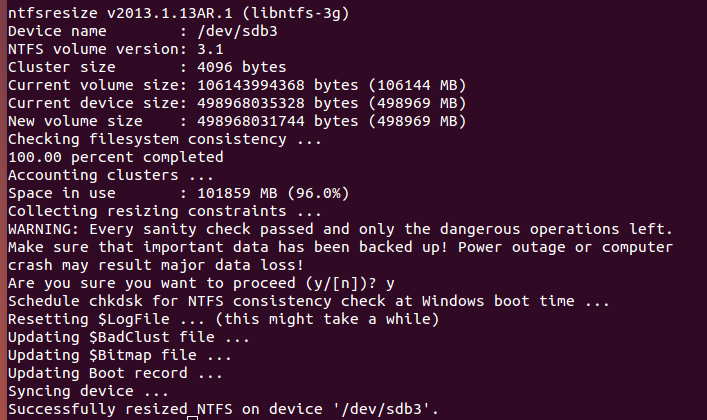 ntfsresize v2013.1.13AR.1 (libntfs-3g)
Device name        : /dev/sdb3
NTFS volume version: 3.1
Cluster size       : 4096 bytes
Current volume size: 106143994368 bytes (106144 MB)
Current device size: 498968035328 bytes (498969 MB)
New volume size    : 498968031744 bytes (498969 MB)
Checking filesystem consistency ...
100.00 percent completed
Accounting clusters ...
Space in use       : 101859 MB (96.0%)
Collecting resizing constraints ...
WARNING: Every sanity check passed and only the dangerous operations left.
Make sure that important data has been backed up! Power outage or computer
crash may result major data loss!
Are you sure you want to proceed (y/[n])? y
Schedule chkdsk for NTFS consistency check at Windows boot time ...
Resetting $LogFile ... (this might take a while)
Updating $BadClust file ...
Updating $Bitmap file ...
Updating Boot record ...
Syncing device ...
Successfully resized NTFS on device '/dev/sdb3'.